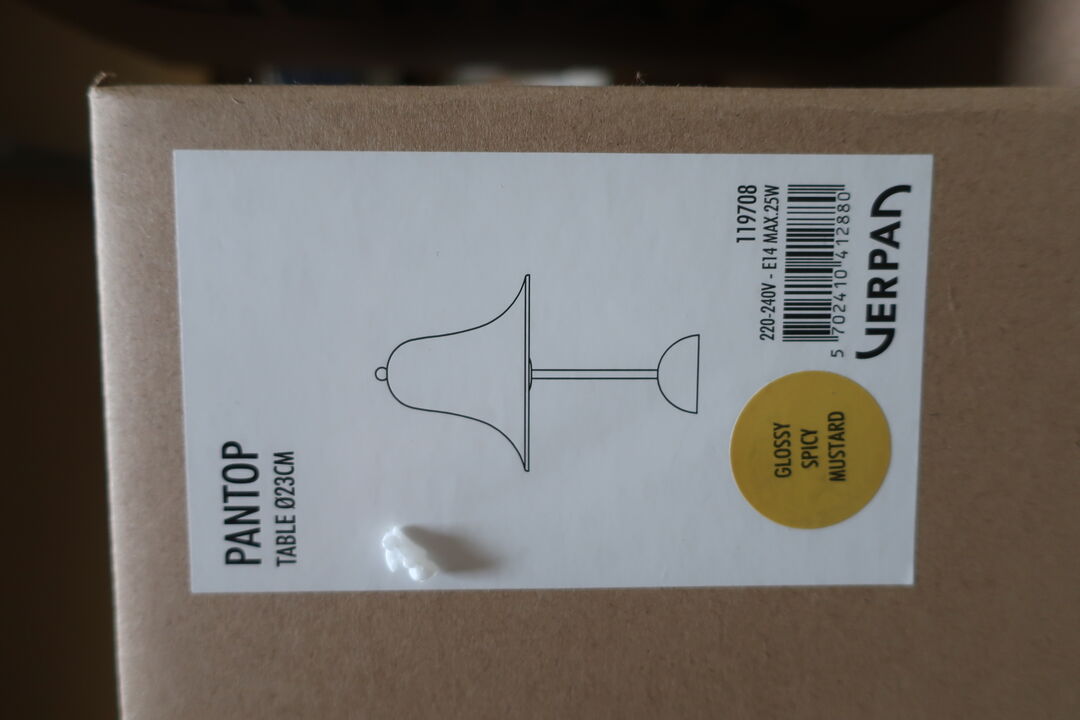 PANTOP
TABLE Ø23CM
GLOSSY
SPICY
MUSTARD
119708
220-240V - E14 MAX.25W
5 702410 412880
VERPAN